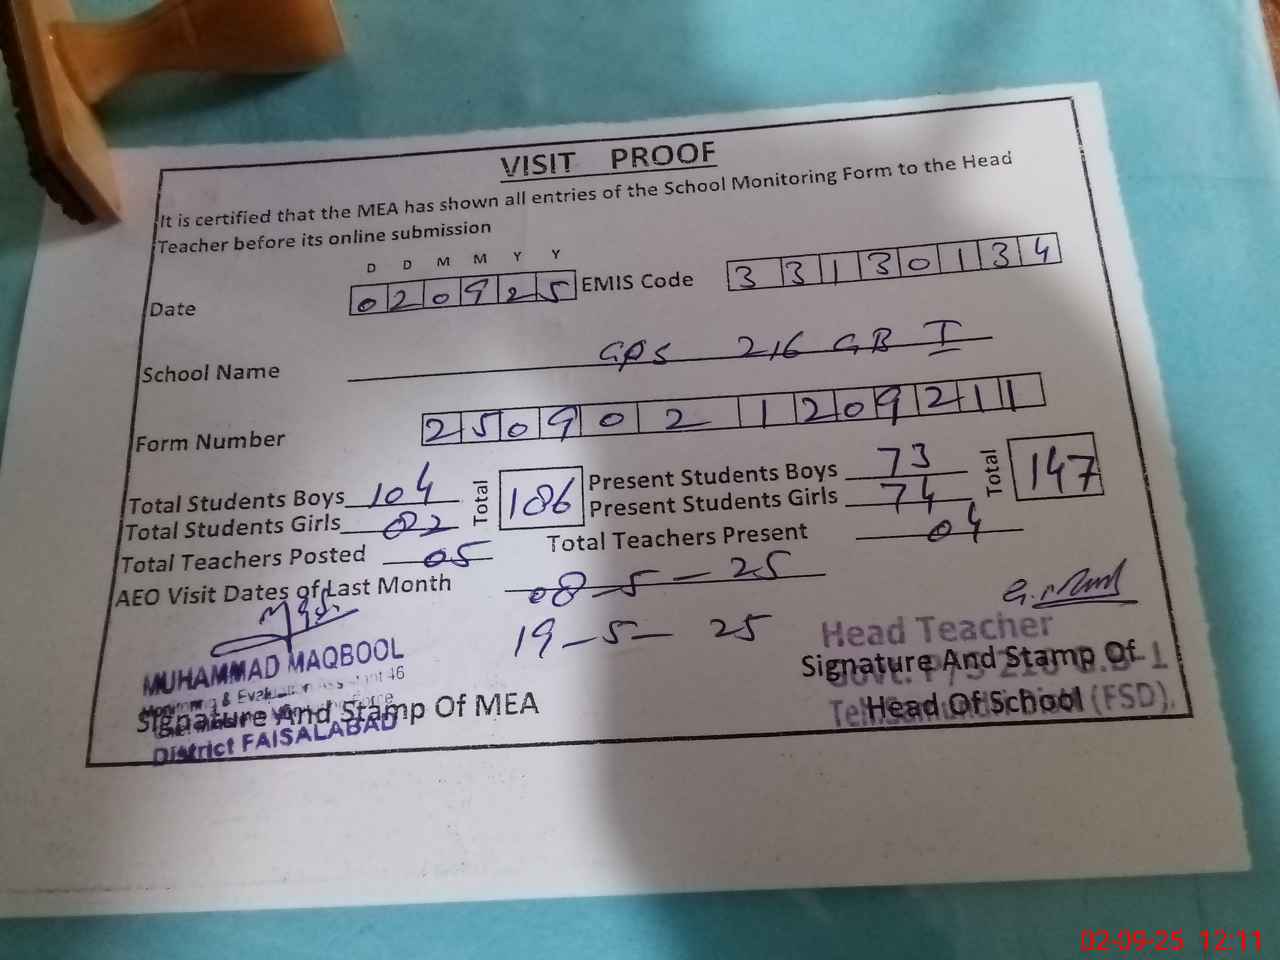 VISIT PROOF
It is certified that the MEA has shown all entries of the School Monitoring Form to the Head
Teacher before its online submission
D D M M Y Y
Date 020925 EMIS Code 33130134
School Name GPS 216 GB I
Form Number 2509021209211
Total Students Boys 104 Total 186 Present Students Boys 73 Total 147
Total Students Girls 82 Present Students Girls 74
Total Teachers Posted 05 Total Teachers Present 04
AEO Visit Dates of Last Month 08-5-25
19-5-25
MUHAMMAD MAQBOOL
Monitoring & Evaluation Assistant 46
District FAISALABAD
Signature And Stamp Of MEA
Head Teacher
Signature And Stamp Of
Head Of School
(FSD).
02-09-25 12:11